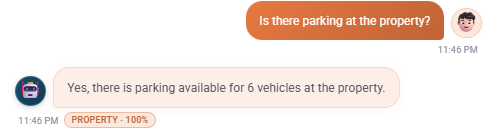 Is there parking at the property?
11:46 PM
Yes, there is parking available for 6 vehicles at the property.
11:46 PM PROPERTY · 100%